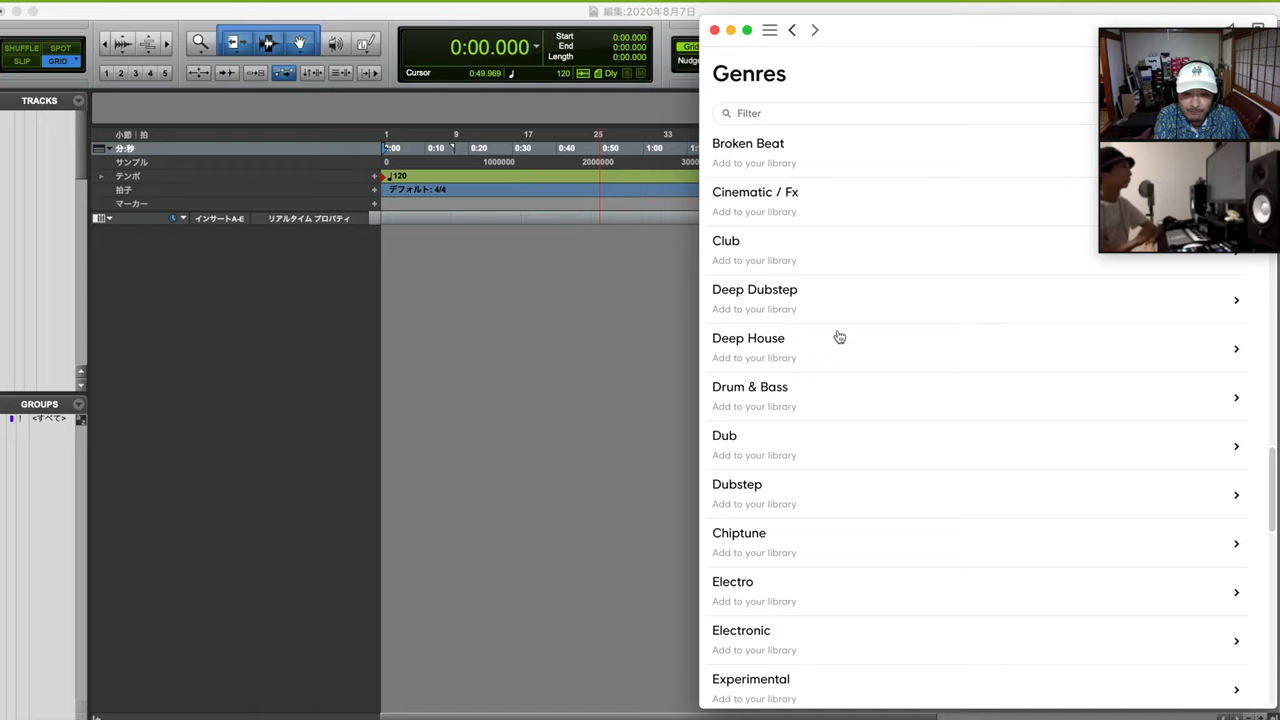 編集:2020年8月7日
SHUFFLE SPOT
SLIP GRID
1 2 3 4 5
0:00.000
Start 0:00.000
End 0:00.000
Length 0:00.000
Cursor 0:49.969 120 Dly
Grid
Nudge
TRACKS
小節|拍 1 9 17 25 33
分:秒 0:00 0:10 0:20 0:30 0:40 0:50 1:00
サンプル 0 1000000 2000000
テンポ 120
拍子 デフォルト: 4/4
マーカー
インサートA-E リアルタイム プロパティ
GROUPS
! <すべて>
Genres
Filter
Broken Beat
Add to your library
Cinematic / Fx
Add to your library
Club
Add to your library
Deep Dubstep
Add to your library
Deep House
Add to your library
Drum & Bass
Add to your library
Dub
Add to your library
Dubstep
Add to your library
Chiptune
Add to your library
Electro
Add to your library
Electronic
Add to your library
Experimental
Add to your library